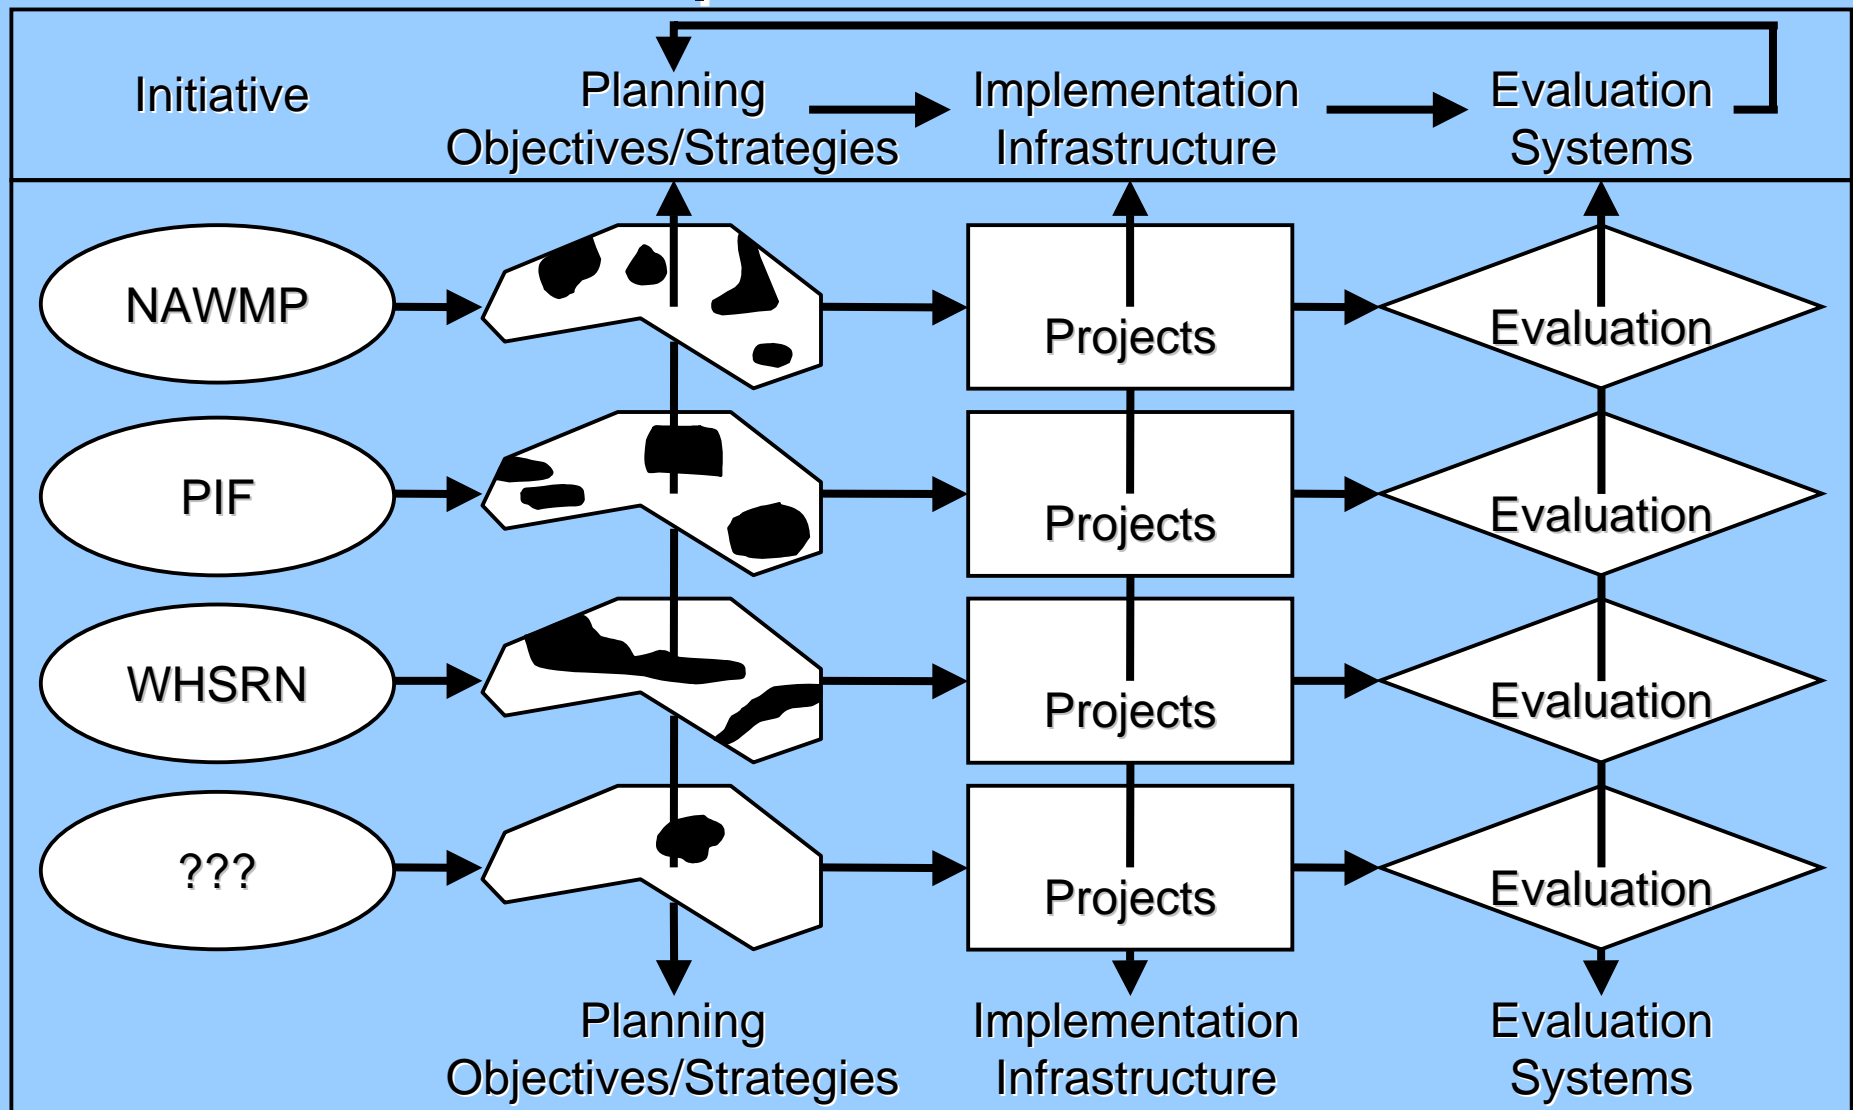 Initiative
Planning
Objectives/Strategies
Implementation
Infrastructure
Evaluation
Systems
NAWMP
Projects
Evaluation
PIF
Projects
Evaluation
WHSRN
Projects
Evaluation
???
Projects
Evaluation
Planning
Objectives/Strategies
Implementation
Infrastructure
Evaluation
Systems